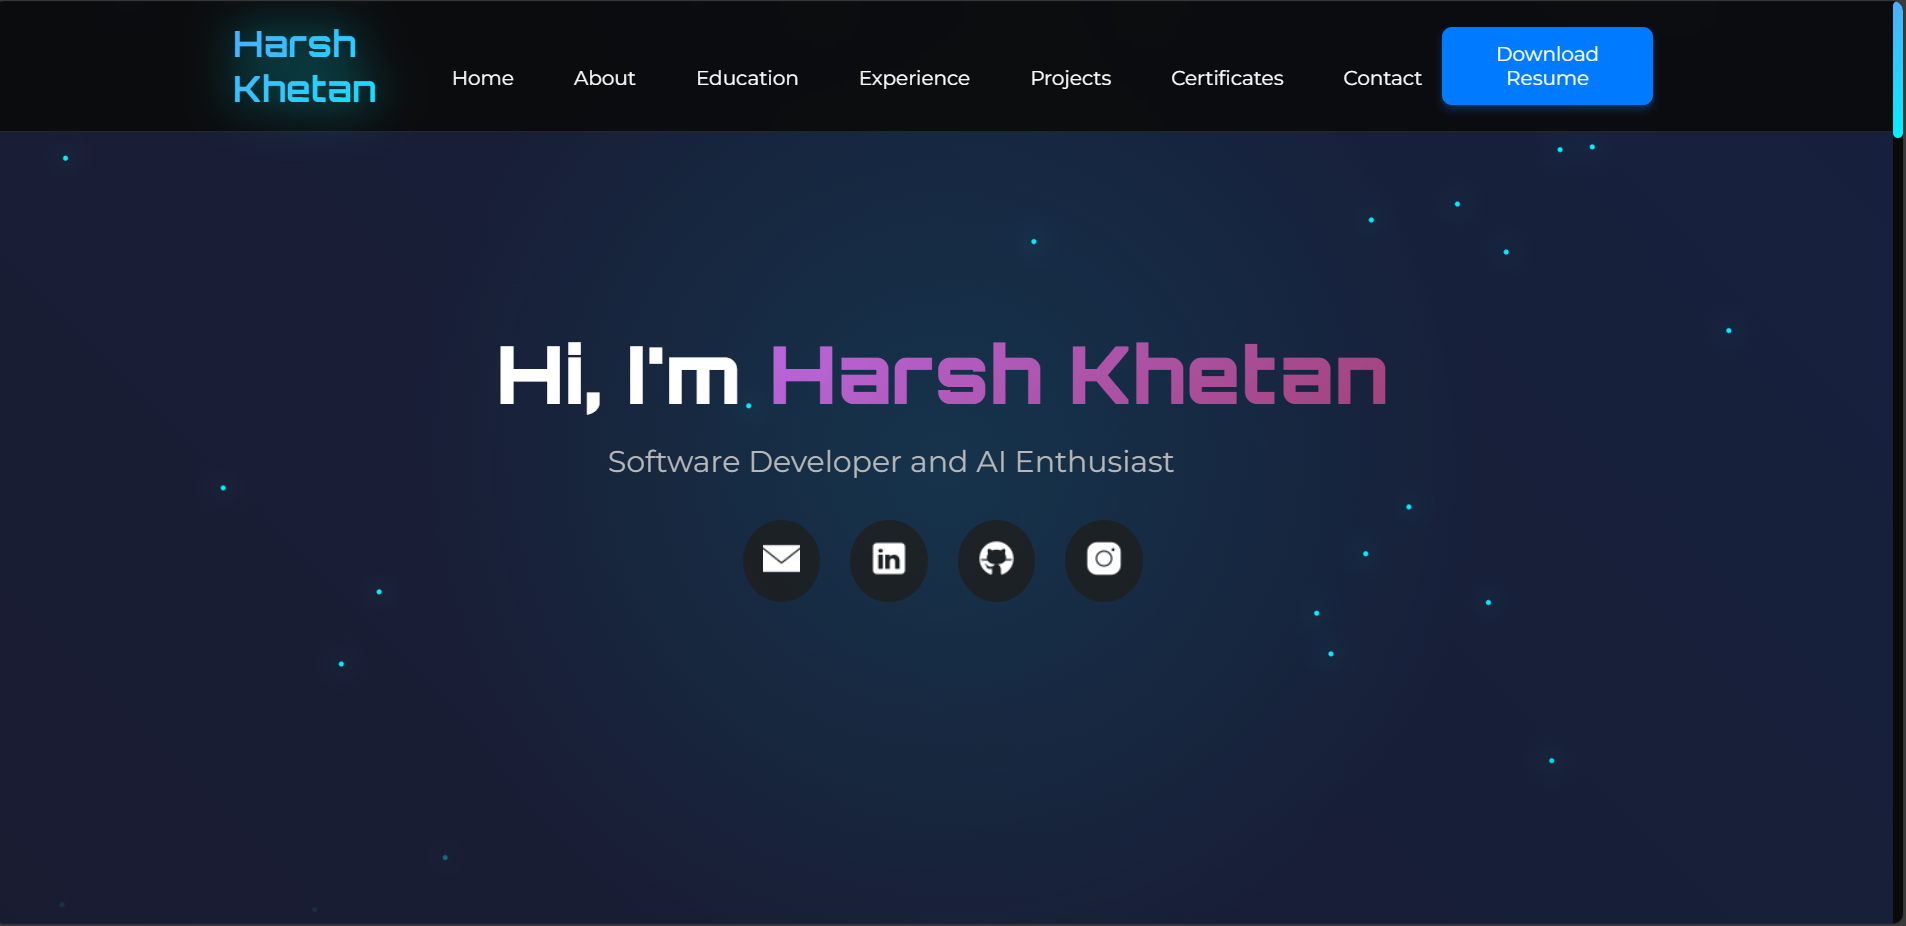 Harsh
Khetan
Home
About
Education
Experience
Projects
Certificates
Contact
Download
Resume
Hi, I'm Harsh Khetan
Software Developer and AI Enthusiast
in